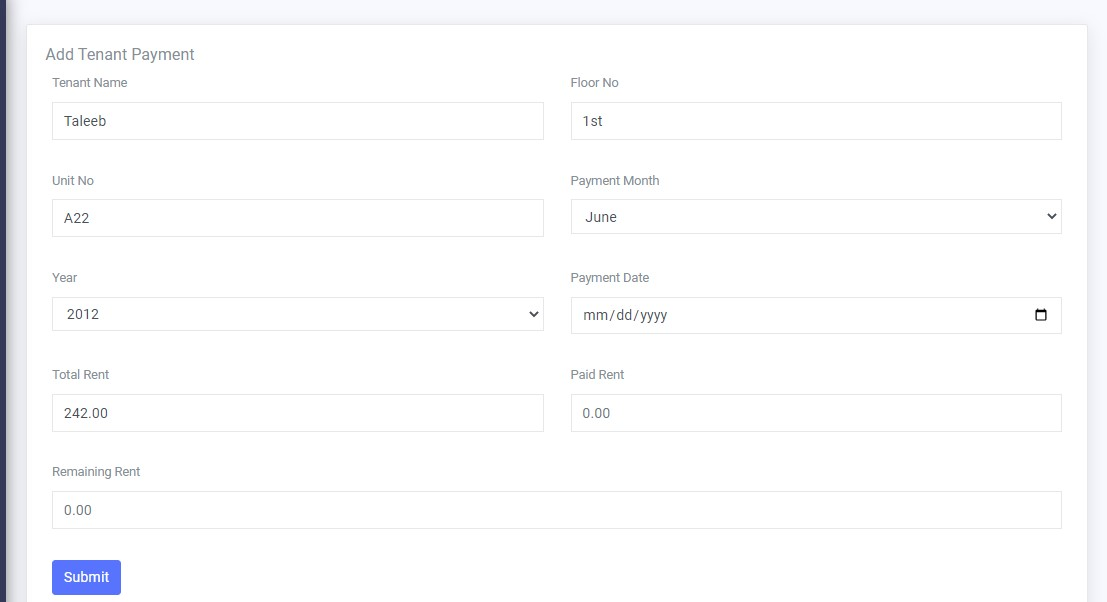 Add Tenant Payment
Tenant Name
Floor No
Taleeb
1st
Unit No
Payment Month
A22
June
Year
Payment Date
2012
mm/dd/yyyy
Total Rent
Paid Rent
242.00
0.00
Remaining Rent
0.00
Submit